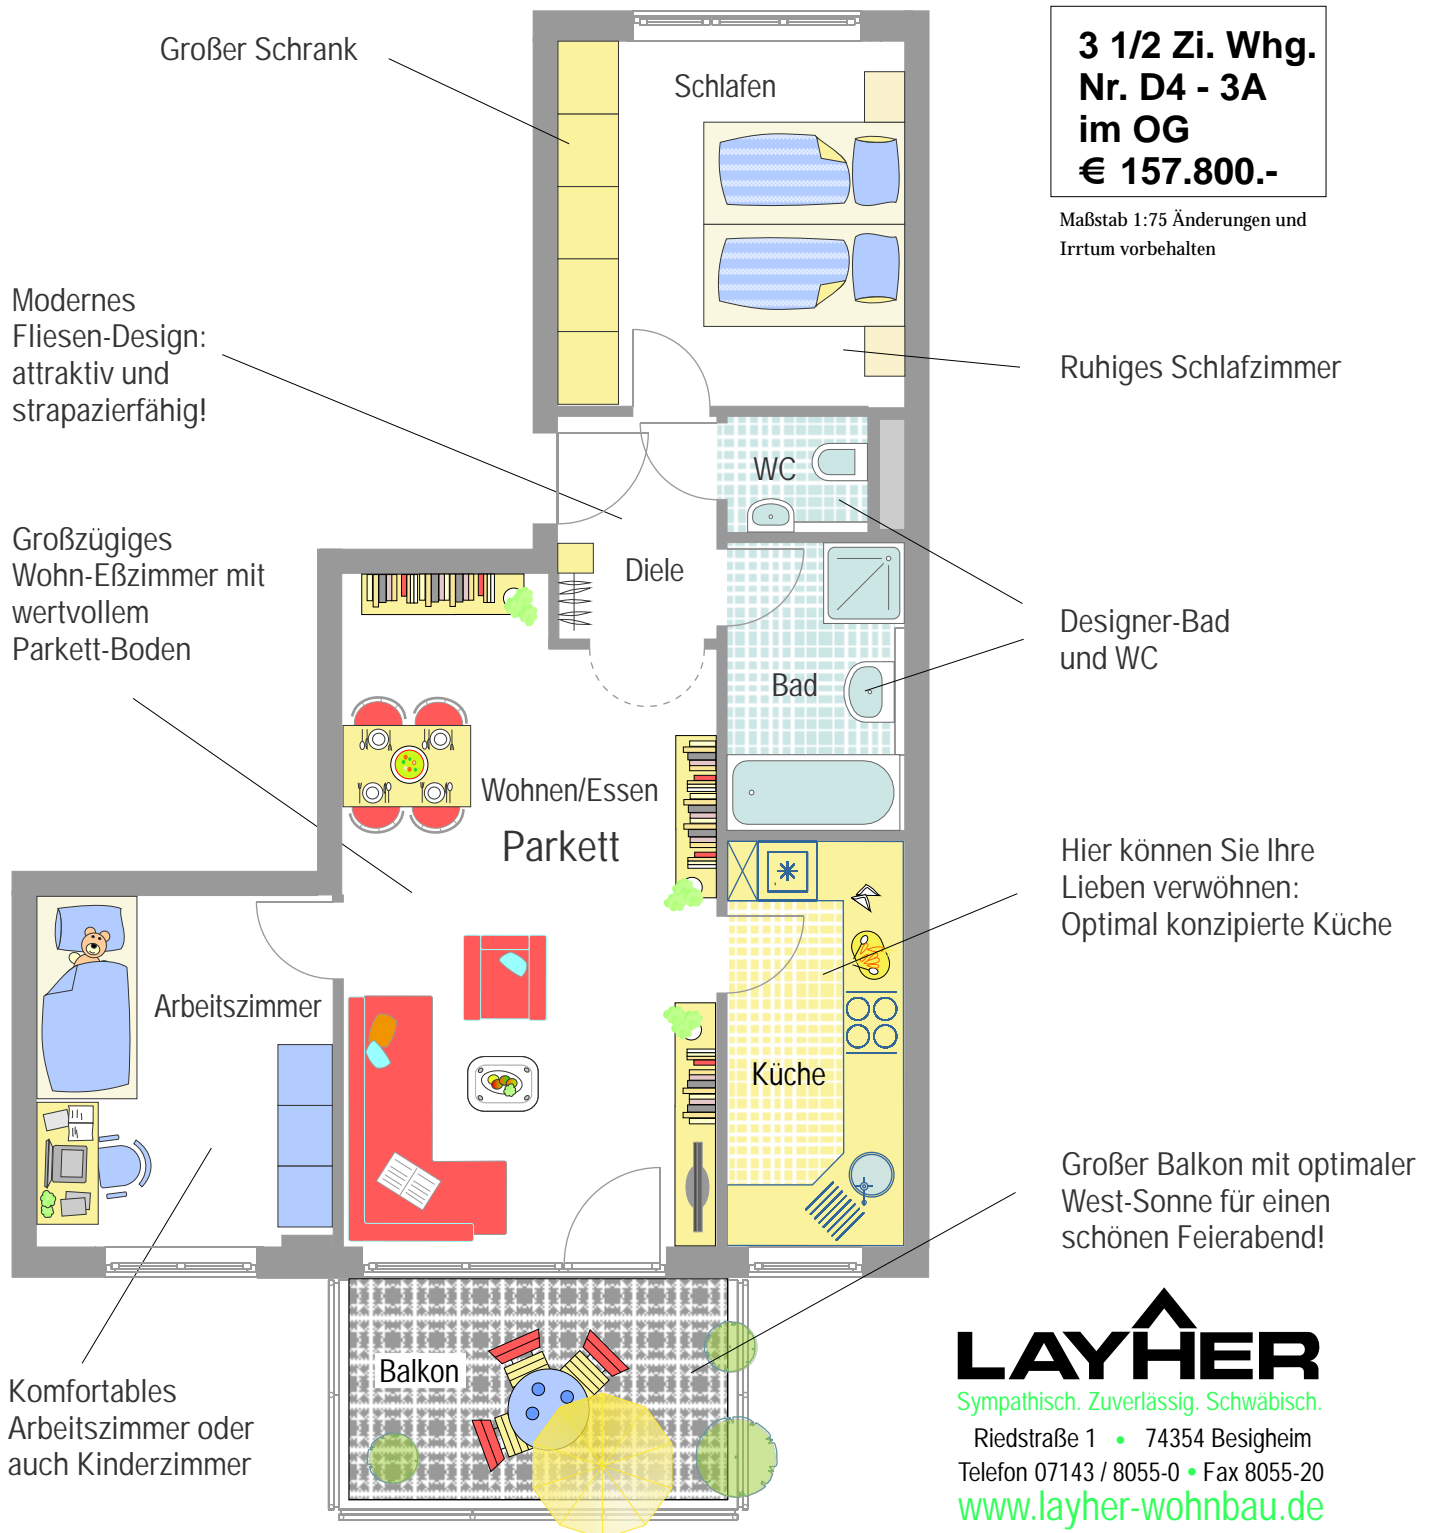 Großer Schrank
Schlafen
3 1/2 Zi. Whg.
Nr. D4 - 3A
im OG
€ 157.800.-
Maßstab 1:75 Änderungen und
Irrtum vorbehalten
Modernes
Fliesen-Design:
attraktiv und
strapazierfähig!
Ruhiges Schlafzimmer
WC
Großzügiges
Wohn-Eßzimmer mit
wertvollem
Parkett-Boden
Diele
Designer-Bad
und WC
Bad
Wohnen/Essen
Parkett
Hier können Sie Ihre
Lieben verwöhnen:
Optimal konzipierte Küche
Arbeitszimmer
Küche
Großer Balkon mit optimaler
West-Sonne für einen
schönen Feierabend!
Balkon
Komfortables
Arbeitszimmer oder
auch Kinderzimmer
LAYHER
Sympathisch. Zuverlässig. Schwäbisch.
Riedstraße 1 • 74354 Besigheim
Telefon 07143 / 8055-0 • Fax 8055-20
www.layher-wohnbau.de